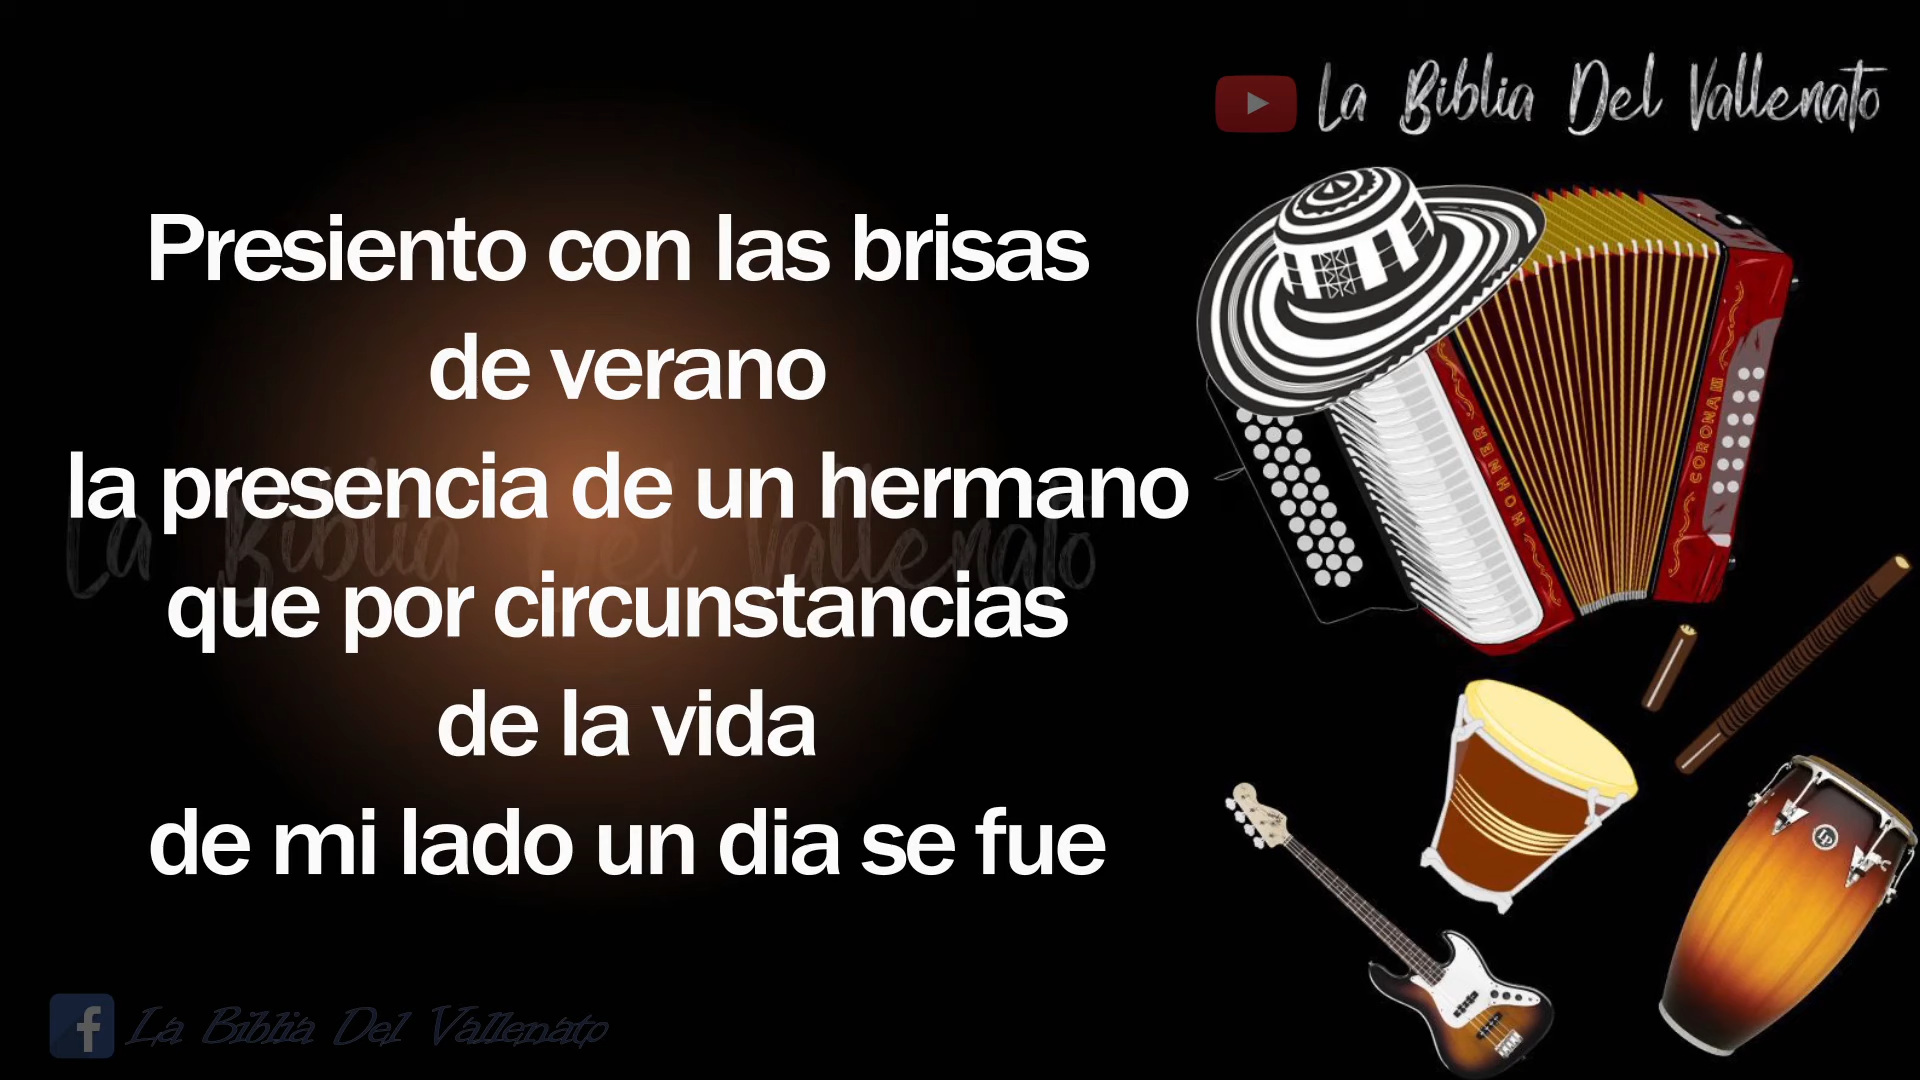 La Biblia Del Vallenato
Presiento con las brisas
de verano
la presencia de un hermano
La Biblia Del Vallenato
que por circunstancias
de la vida
de mi lado un dia se fue
HOHNER
CORONA III
LP
f La Biblia Del Vallenato